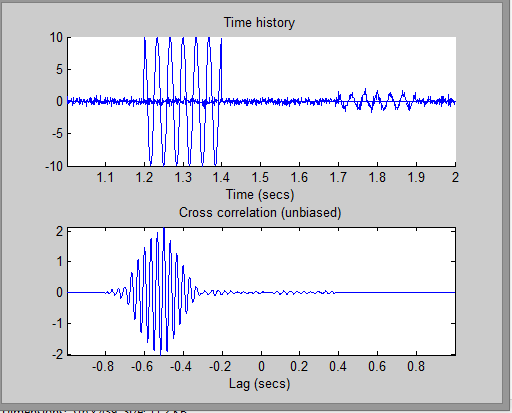 Time history
10
5
0
-5
-10
1.1 1.2 1.3 1.4 1.5 1.6 1.7 1.8 1.9 2
Time (secs)
Cross correlation (unbiased)
2
1
0
-1
-2
-0.8 -0.6 -0.4 -0.2 0 0.2 0.4 0.6 0.8
Lag (secs)